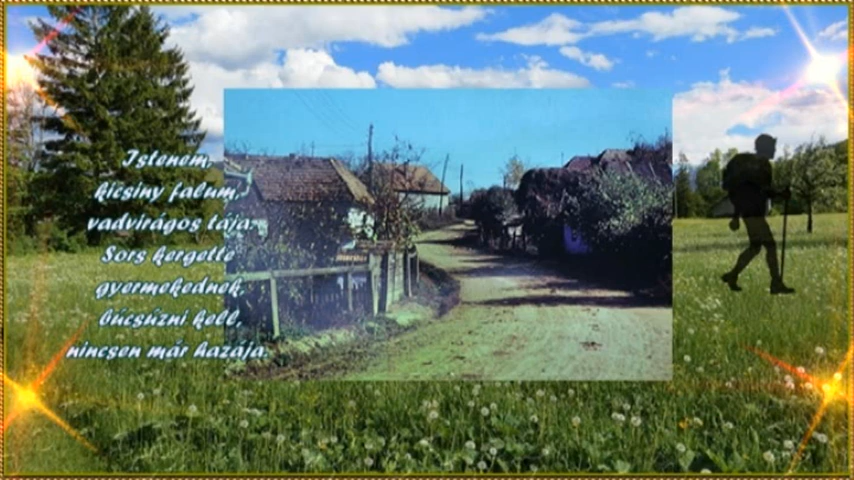 Istenem,
kicsiny falum,
vadvirágos tája.
Sors kergette
gyermekednek,
búcsúzni kell,
nincsen már hazája.